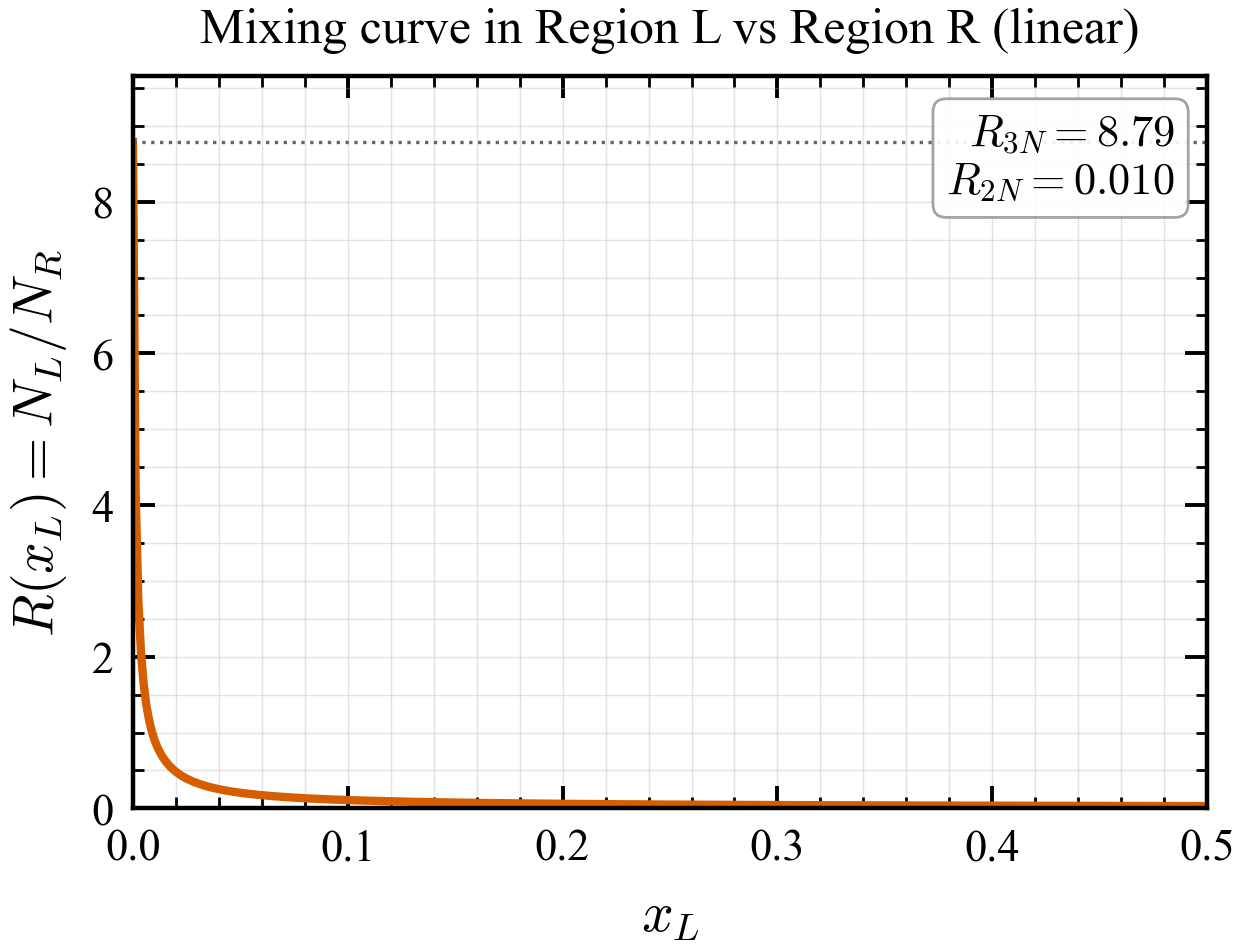 Mixing curve in Region L vs Region R (linear)
R_{3N} = 8.79
R_{2N} = 0.010
R(x_L) = N_L/N_R
8
6
4
2
0
0.0 0.1 0.2 0.3 0.4 0.5
x_L